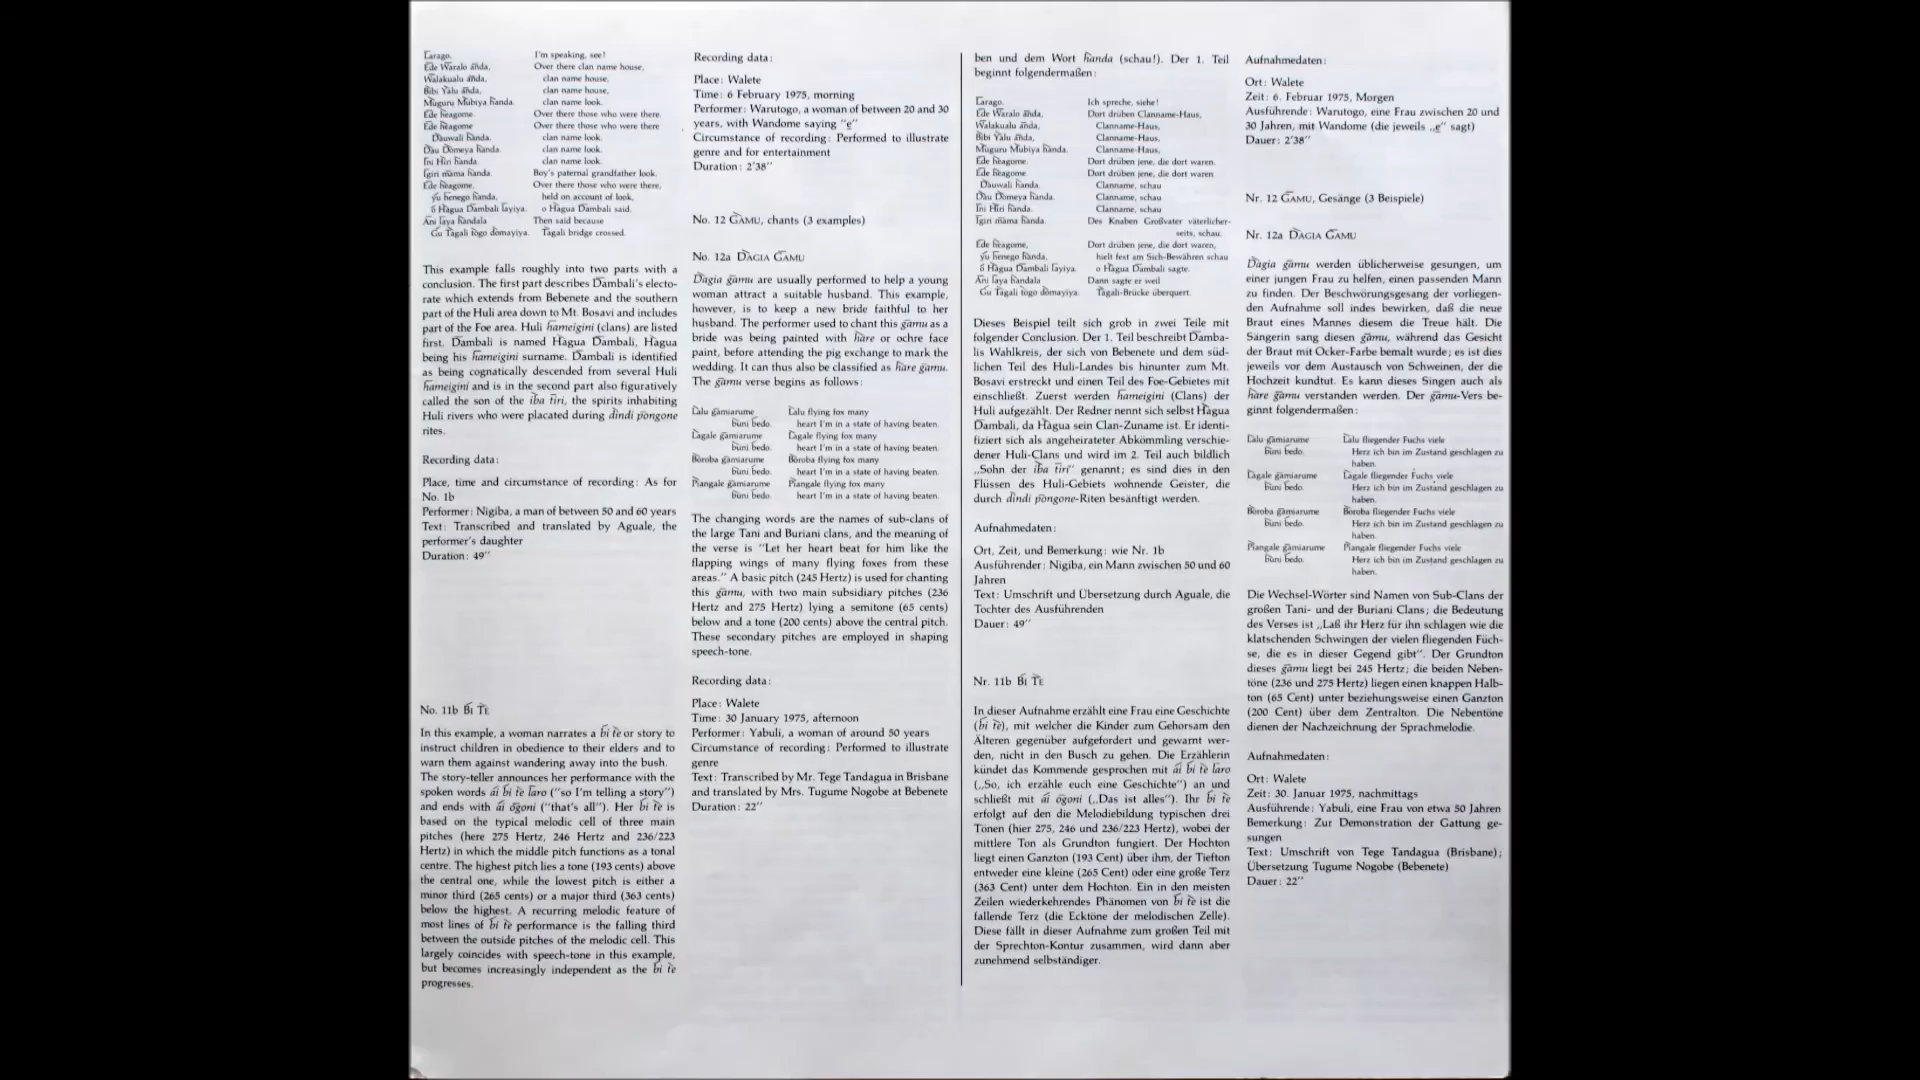 Larago. I'm speaking, see!
Ede Waralo anda, Over there clan name house,
Walakualu anda, clan name house,
Bibi Yalu anda, clan name house,
Muguru Mubiya handa. clan name look.
Ede heagome. Over there those who were there,
Ede heagome Over there those who were there
Dauwali handa. clan name look.
Dau Domeya handa. clan name look.
Ini Hiri handa. clan name look.
Igiri mama handa. Boy's paternal grandfather look.
Ede heagome. Over there those who were there,
yu henego handa, held on account of look,
o Hagua Dambali layiya. o Hagua Dambali said.
Ani laya handala Then said because
Gu Tagali togo domayiya. Tagali bridge crossed.
This example falls roughly into two parts with a
conclusion. The first part describes Dambali's electo-
rate which extends from Bebenete and the southern
part of the Huli area down to Mt. Bosavi and includes
part of the Foe area. Huli hameigini (clans) are listed
first. Dambali is named Hagua Dambali, Hagua
being his hameigini surname. Dambali is identified
as being cognatically descended from several Huli
hameigini and is in the second part also figuratively
called the son of the iba tiri, the spirits inhabiting
Huli rivers who were placated during dindi pongone
rites.
Recording data:
Place, time and circumstance of recording: As for
No. 1b
Performer: Nigiba, a man of between 50 and 60 years
Text: Transcribed and translated by Aguale, the
performer's daughter
Duration: 49"
No. 11b BI TE
In this example, a woman narrates a bi te or story to
instruct children in obedience to their elders and to
warn them against wandering away into the bush.
The story-teller announces her performance with the
spoken words ai bi te laro ("so I'm telling a story")
and ends with ai ogoni ("that's all"). Her bi te is
based on the typical melodic cell of three main
pitches (here 275 Hertz, 246 Hertz and 236/223
Hertz) in which the middle pitch functions as a tonal
centre. The highest pitch lies a tone (193 cents) above
the central one, while the lowest pitch is either a
minor third (265 cents) or a major third (363 cents)
below the highest. A recurring melodic feature of
most lines of bi te performance is the falling third
between the outside pitches of the melodic cell. This
largely coincides with speech-tone in this example,
but becomes increasingly independent as the bi te
progresses.
Recording data:
Place: Walete
Time: 6 February 1975, morning
Performer: Warutogo, a woman of between 20 and 30
years, with Wandome saying "e"
Circumstance of recording: Performed to illustrate
genre and for entertainment
Duration: 2'38"
No. 12 GAMU, chants (3 examples)
No. 12a DAGIA GAMU
Dagia gamu are usually performed to help a young
woman attract a suitable husband. This example,
however, is to keep a new bride faithful to her
husband. The performer used to chant this gamu as a
bride was being painted with hare or ochre face
paint, before attending the pig exchange to mark the
wedding. It can thus also be classified as hare gamu.
The gamu verse begins as follows:
Lalu gamiarume Lalu flying fox many
buni bedo. heart I'm in a state of having beaten.
Lagale gamiarume Lagale flying fox many
buni bedo. heart I'm in a state of having beaten.
Boroba gamiarume Boroba flying fox many
buni bedo. heart I'm in a state of having beaten.
Piangale gamiarume Piangale flying fox many
buni bedo. heart I'm in a state of having beaten.
The changing words are the names of sub-clans of
the large Tani and Buriani clans, and the meaning of
the verse is "Let her heart beat for him like the
flapping wings of many flying foxes from these
areas." A basic pitch (245 Hertz) is used for chanting
this gamu, with two main subsidiary pitches (236
Hertz and 275 Hertz) lying a semitone (65 cents)
below and a tone (200 cents) above the central pitch.
These secondary pitches are employed in shaping
speech-tone.
Recording data:
Place: Walete
Time: 30 January 1975, afternoon
Performer: Yabuli, a woman of around 50 years
Circumstance of recording: Performed to illustrate
genre
Text: Transcribed by Mr. Tege Tandagua in Brisbane
and translated by Mrs. Tugume Nogobe at Bebenete
Duration: 22"
ben und dem Wort handa (schau!). Der 1. Teil
beginnt folgendermaßen:
Larago. Ich spreche, siehe!
Ede Waralo anda, Dort drüben Clanname-Haus,
Walakualu anda, Clanname-Haus,
Bibi Yalu anda, Clanname-Haus,
Muguru Mubiya handa. Clanname-Haus.
Ede heagome. Dort drüben jene, die dort waren.
Ede heagome Dort drüben jene, die dort waren
Dauwali handa. Clanname, schau
Dau Domeya handa. Clanname, schau
Ini Hiri handa. Clanname, schau
Igiri mama handa. Des Knaben Großvater väterlicher-
seits, schau.
Ede heagome, Dort drüben jene, die dort waren,
yu henego handa, hielt fest am Sich-Bewähren schau
o Hagua Dambali layiya. o Hagua Dambali sagte.
Ani laya handala Dann sagte er weil
Gu Tagali togo domayiya. Tagali-Brücke überquert.
Dieses Beispiel teilt sich grob in zwei Teile mit
folgender Conclusion. Der 1. Teil beschreibt Damba-
lis Wahlkreis, der sich von Bebenete und dem süd-
lichen Teil des Huli-Landes bis hinunter zum Mt.
Bosavi erstreckt und einen Teil des Foe-Gebietes mit
einschließt. Zuerst werden hameigini (Clans) der
Huli aufgezählt. Der Redner nennt sich selbst Hagua
Dambali, da Hagua sein Clan-Zuname ist. Er identi-
fiziert sich als angeheirateter Abkömmling verschie-
dener Huli-Clans und wird im 2. Teil auch bildlich
„Sohn der iba tiri" genannt; es sind dies in den
Flüssen des Huli-Gebiets wohnende Geister, die
durch dindi pongone-Riten besänftigt werden.
Aufnahmedaten:
Ort, Zeit, und Bemerkung: wie Nr. 1b
Ausführender: Nigiba, ein Mann zwischen 50 und 60
Jahren
Text: Umschrift und Übersetzung durch Aguale, die
Tochter des Ausführenden
Dauer: 49"
Nr. 11b BI TE
In dieser Aufnahme erzählt eine Frau eine Geschichte
(bi te), mit welcher die Kinder zum Gehorsam den
Älteren gegenüber aufgefordert und gewarnt wer-
den, nicht in den Busch zu gehen. Die Erzählerin
kündet das Kommende gesprochen mit ai bi te laro
(„So, ich erzähle euch eine Geschichte") an und
schließt mit ai ogoni („Das ist alles"). Ihr bi te
erfolgt auf den die Melodiebildung typischen drei
Tönen (hier 275, 246 und 236/223 Hertz), wobei der
mittlere Ton als Grundton fungiert. Der Hochton
liegt einen Ganzton (193 Cent) über ihm, der Tiefton
entweder eine kleine (265 Cent) oder eine große Terz
(363 Cent) unter dem Hochton. Ein in den meisten
Zeilen wiederkehrendes Phänomen von bi te ist die
fallende Terz (die Ecktöne der melodischen Zelle).
Diese fällt in dieser Aufnahme zum großen Teil mit
der Sprechton-Kontur zusammen, wird dann aber
zunehmend selbständiger.
Aufnahmedaten:
Ort: Walete
Zeit: 6. Februar 1975, Morgen
Ausführende: Warutogo, eine Frau zwischen 20 und
30 Jahren, mit Wandome (die jeweils „e" sagt)
Dauer: 2'38"
Nr. 12 GAMU, Gesänge (3 Beispiele)
Nr. 12a DAGIA GAMU
Dagia gamu werden üblicherweise gesungen, um
einer jungen Frau zu helfen, einen passenden Mann
zu finden. Der Beschwörungsgesang der vorliegen-
den Aufnahme soll indes bewirken, daß die neue
Braut eines Mannes diesem die Treue hält. Die
Sängerin sang diesen gamu, während das Gesicht
der Braut mit Ocker-Farbe bemalt wurde; es ist dies
jeweils vor dem Austausch von Schweinen, der die
Hochzeit kundtut. Es kann dieses Singen auch als
hare gamu verstanden werden. Der gamu-Vers be-
ginnt folgendermaßen:
Lalu gamiarume Lalu fliegender Fuchs viele
buni bedo. Herz ich bin im Zustand geschlagen zu
haben.
Lagale gamiarume Lagale fliegender Fuchs viele
buni bedo. Herz ich bin im Zustand geschlagen zu
haben.
Boroba gamiarume Boroba fliegender Fuchs viele
buni bedo. Herz ich bin im Zustand geschlagen zu
haben.
Piangale gamiarume Piangale fliegender Fuchs viele
buni bedo. Herz ich bin im Zustand geschlagen zu
haben.
Die Wechsel-Wörter sind Namen von Sub-Clans der
großen Tani- und der Buriani Clans; die Bedeutung
des Verses ist „Laß ihr Herz für ihn schlagen wie die
klatschenden Schwingen der vielen fliegenden Füch-
se, die es in dieser Gegend gibt". Der Grundton
dieses gamu liegt bei 245 Hertz; die beiden Neben-
töne (236 und 275 Hertz) liegen einen knappen Halb-
ton (65 Cent) unter beziehungsweise einen Ganzton
(200 Cent) über dem Zentralton. Die Nebentöne
dienen der Nachzeichnung der Sprachmelodie.
Aufnahmedaten:
Ort: Walete
Zeit: 30. Januar 1975, nachmittags
Ausführende: Yabuli, eine Frau von etwa 50 Jahren
Bemerkung: Zur Demonstration der Gattung ge-
sungen
Text: Umschrift von Tege Tandagua (Brisbane);
Übersetzung Tugume Nogobe (Bebenete)
Dauer: 22"